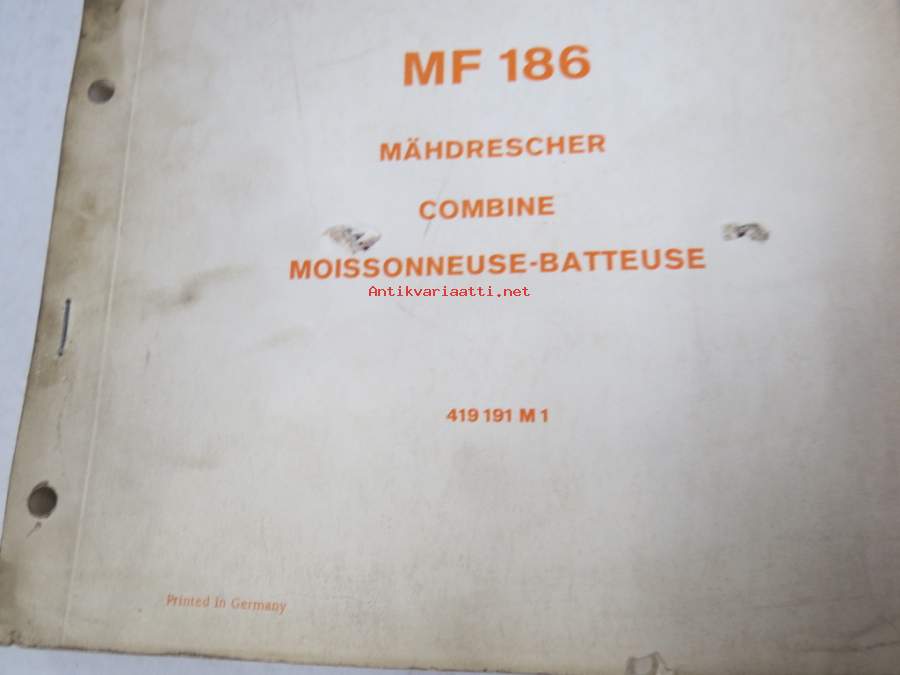 MF 186
MÄHDRESCHER
COMBINE
MOISSONNEUSE-BATTEUSE
Antikvariaatti.net
419 191 M 1
Printed in Germany